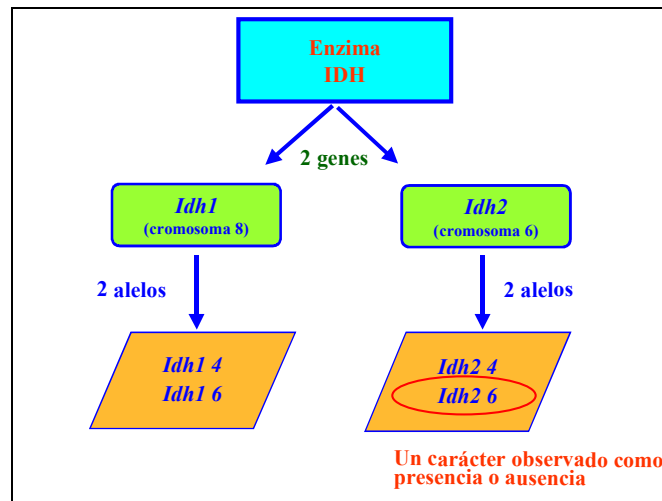 Enzima
IDH
2 genes
Idh1
(cromosoma 8)
Idh2
(cromosoma 6)
2 alelos
2 alelos
Idh1 4
Idh1 6
Idh2 4
Idh2 6
Un carácter observado como
presencia o ausencia